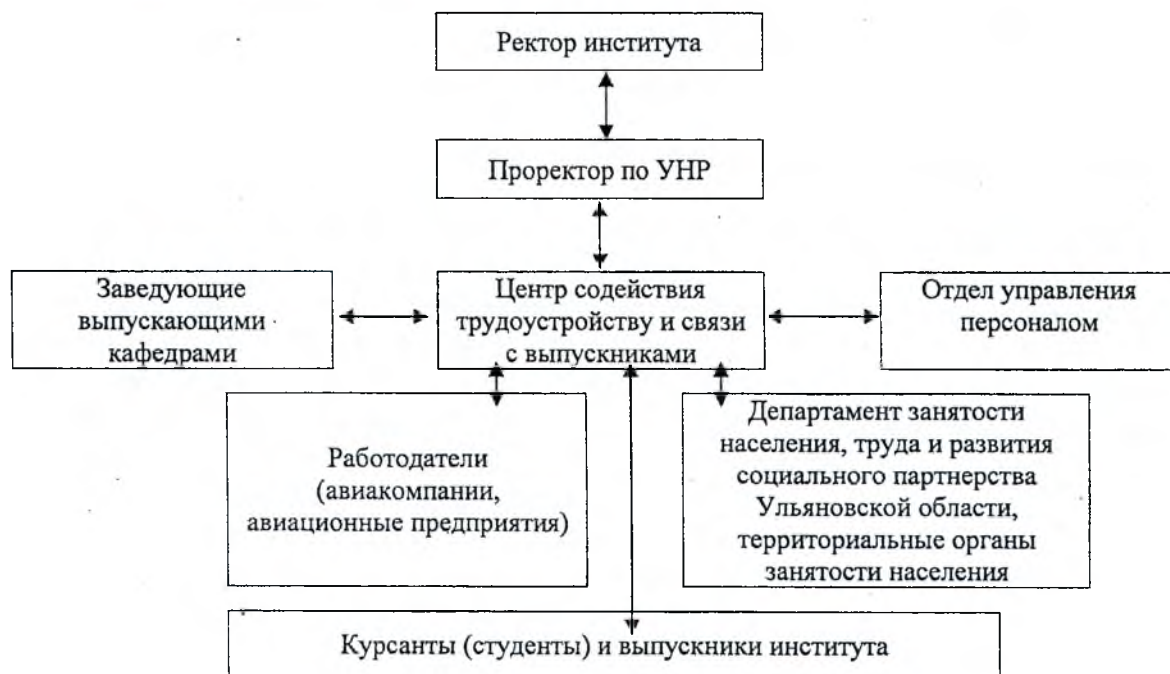 Ректор института
Проректор по УНР
Заведующие
выпускающими
кафедрами
Центр содействия
трудоустройству и связи
с выпускниками
Отдел управления
персоналом
Работодатели
(авиакомпании,
авиационные предприятия)
Департамент занятости
населения, труда и развития
социального партнерства
Ульяновской области,
территориальные органы
занятости населения
Курсанты (студенты) и выпускники института